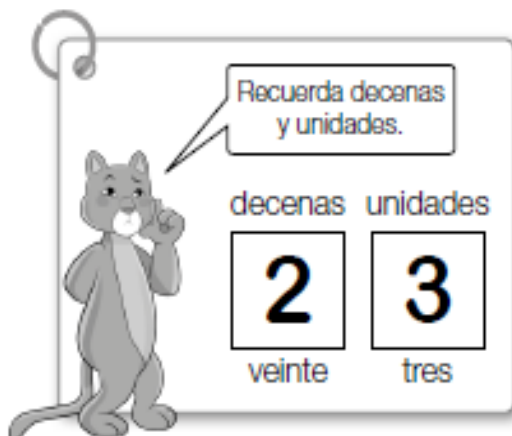 Recuerda decenas
y unidades.
decenas unidades
2 3
veinte tres